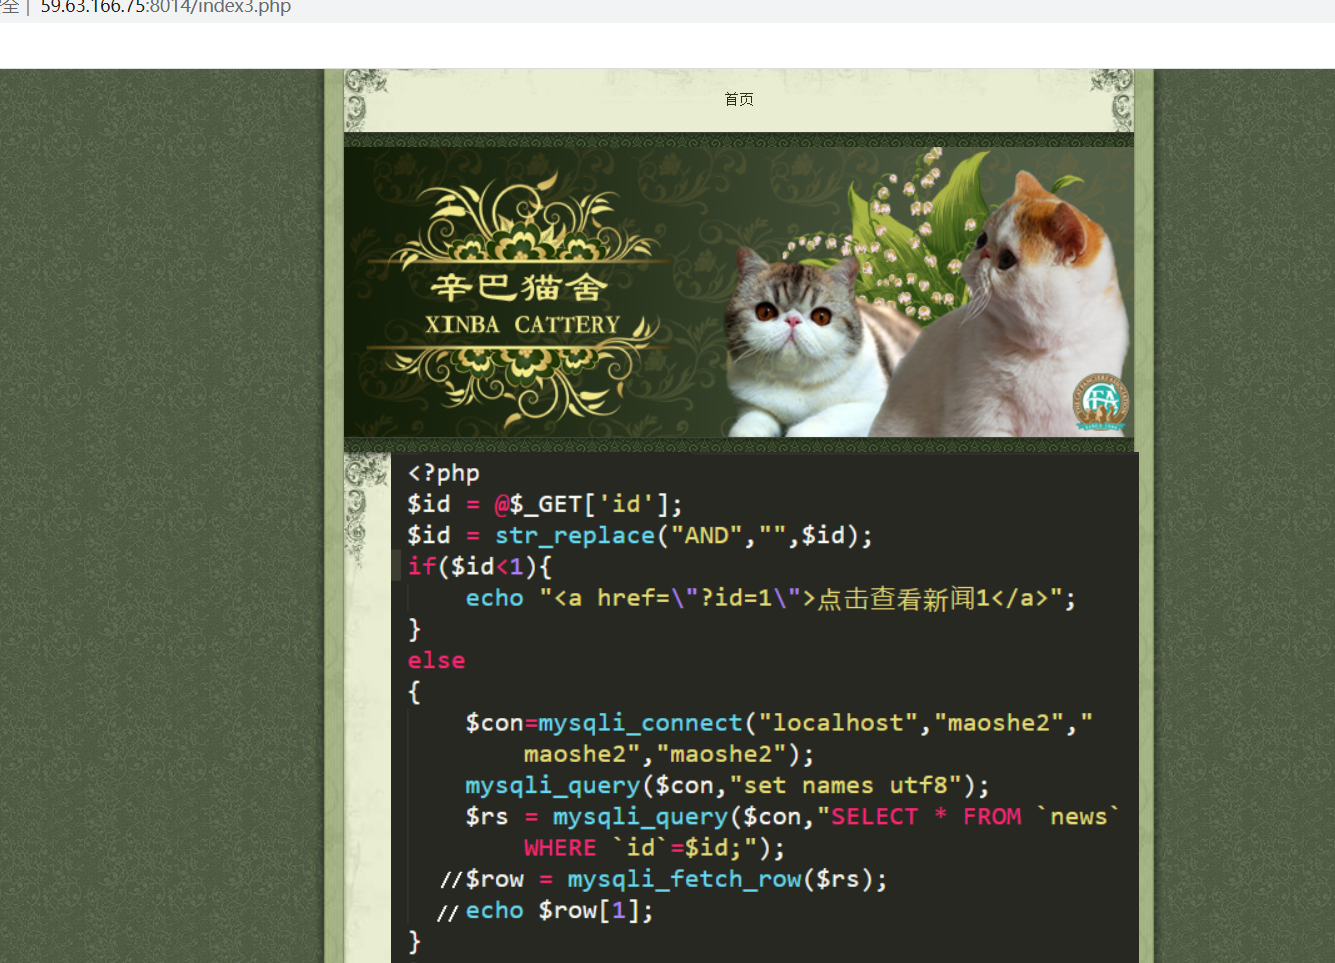 全 | 59.63.166.75:8014/index3.php
首页
辛巴猫舍
XINBA CATTERY
<?php
$id = @$_GET['id'];
$id = str_replace("AND","",$id);
if($id<1){
echo "<a href=\"?id=1\">点击查看新闻1</a>";
}
else
{
$con=mysqli_connect("localhost","maoshe2","
maoshe2","maoshe2");
mysqli_query($con,"set names utf8");
$rs = mysqli_query($con,"SELECT * FROM `news`
WHERE `id`=$id;");
//$row = mysqli_fetch_row($rs);
// echo $row[1];
}